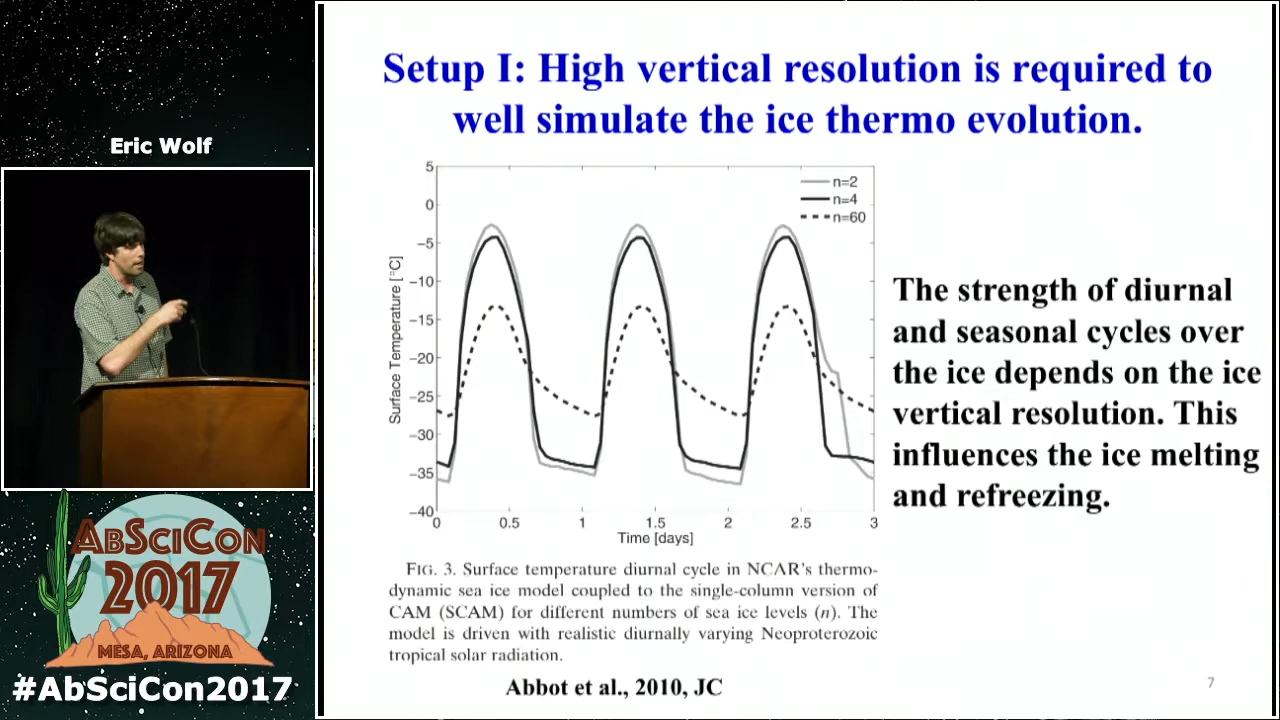 Eric Wolf
AbSciCon
2017
MESA, ARIZONA
#AbSciCon2017
Setup I: High vertical resolution is required to
well simulate the ice thermo evolution.
5
0
−5
−10
−15
−20
−25
−30
−35
−40
Surface Temperature [°C]
n=2
n=4
n=60
0
0.5
1
1.5
2
2.5
3
Time [days]
The strength of diurnal
and seasonal cycles over
the ice depends on the ice
vertical resolution. This
influences the ice melting
and refreezing.
FIG. 3. Surface temperature diurnal cycle in NCAR's thermo-
dynamic sea ice model coupled to the single-column version of
CAM (SCAM) for different numbers of sea ice levels (n). The
model is driven with realistic diurnally varying Neoproterozoic
tropical solar radiation.
Abbot et al., 2010, JC
7